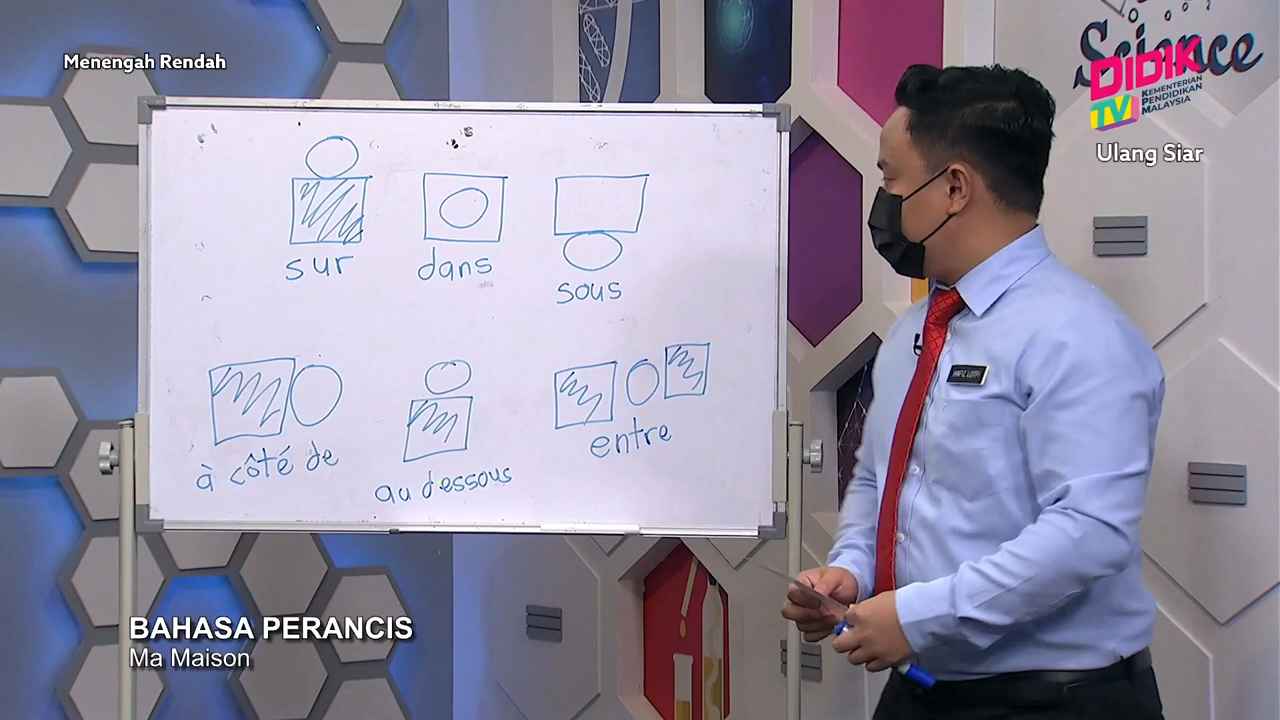 Menengah Rendah
Science
DIDIK
TV
KEMENTERIAN
PENDIDIKAN
MALAYSIA
Ulang Siar
sur
dans
sous
à côté de
au dessous
entre
BAHASA PERANCIS
Ma Maison